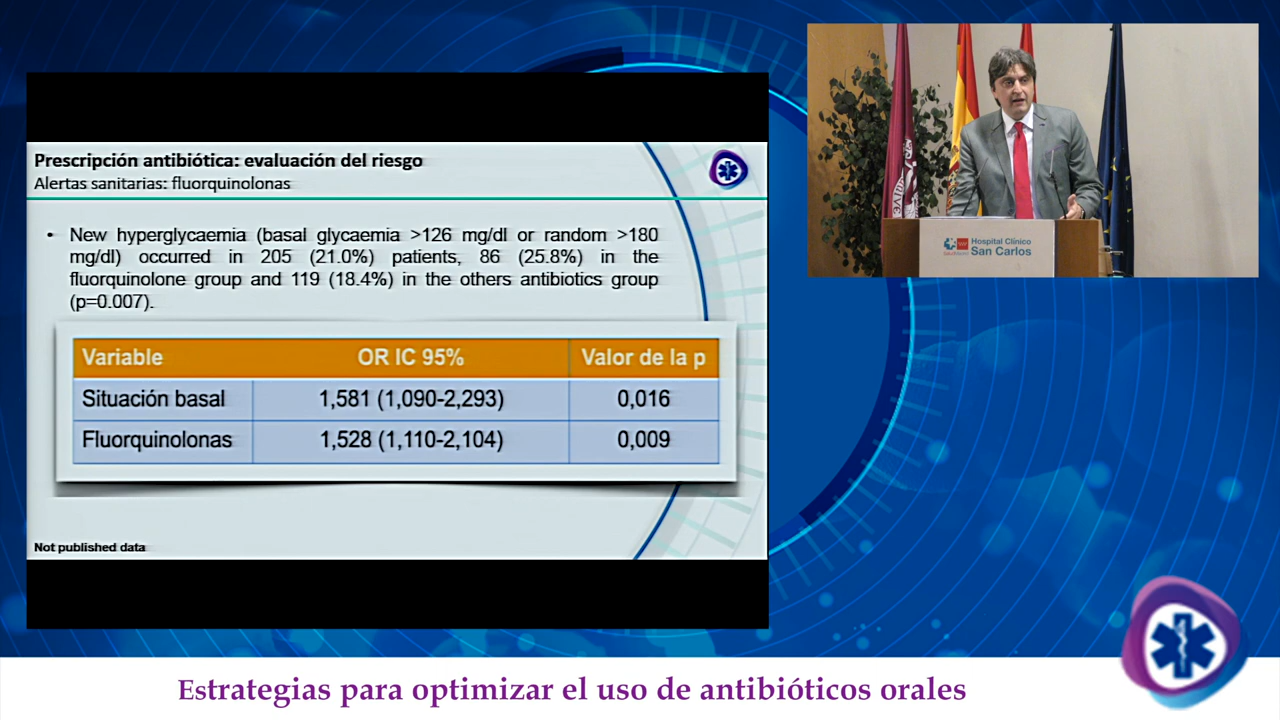 Prescripción antibiótica: evaluación del riesgo
Alertas sanitarias: fluorquinolonas
• New hyperglycaemia (basal glycaemia >126 mg/dl or random >180
mg/dl) occurred in 205 (21.0%) patients, 86 (25.8%) in the
fluorquinolone group and 119 (18.4%) in the others antibiotics group
(p=0.007).
Variable OR IC 95% Valor de la p
Situación basal 1,581 (1,090-2,293) 0,016
Fluorquinolonas 1,528 (1,110-2,104) 0,009
Not published data
Hospital Clínico
San Carlos
Estrategias para optimizar el uso de antibióticos orales